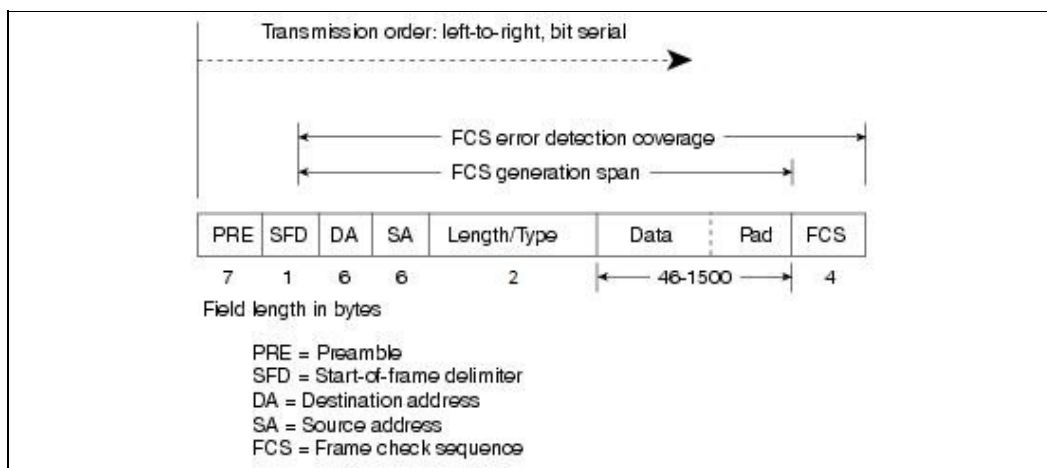 Transmission order: left-to-right, bit serial
FCS error detection coverage
FCS generation span
PRE SFD DA SA Length/Type Data Pad FCS
7 1 6 6 2 46-1500 4
Field length in bytes
PRE = Preamble
SFD = Start-of-frame delimiter
DA = Destination address
SA = Source address
FCS = Frame check sequence